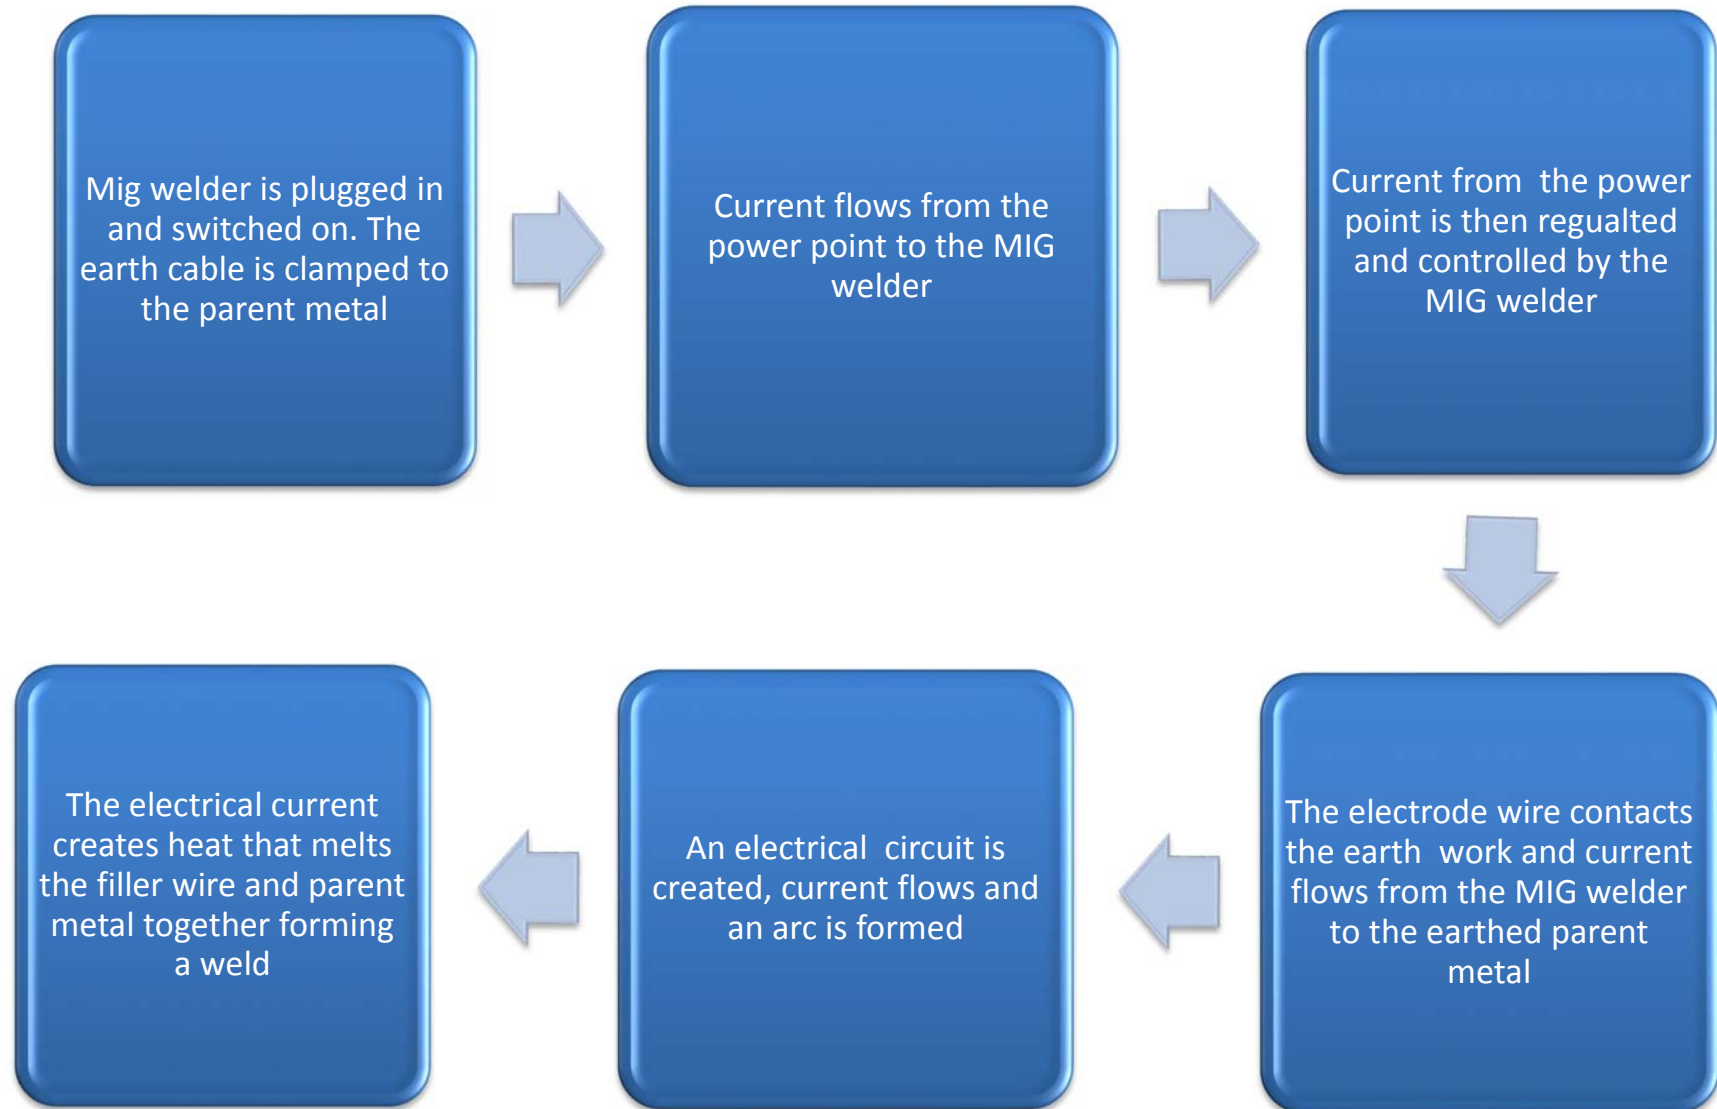 Mig welder is plugged in
and switched on. The
earth cable is clamped to
the parent metal
Current flows from the
power point to the MIG
welder
Current from  the power
point is then regualted
and controlled by the
MIG welder
The electrode wire contacts
the earth  work and current
flows from the MIG welder
to the earthed parent
metal
An electrical  circuit is
created, current flows and
an arc is formed
The electrical current
creates heat that melts
the filler wire and parent
metal together forming
a weld